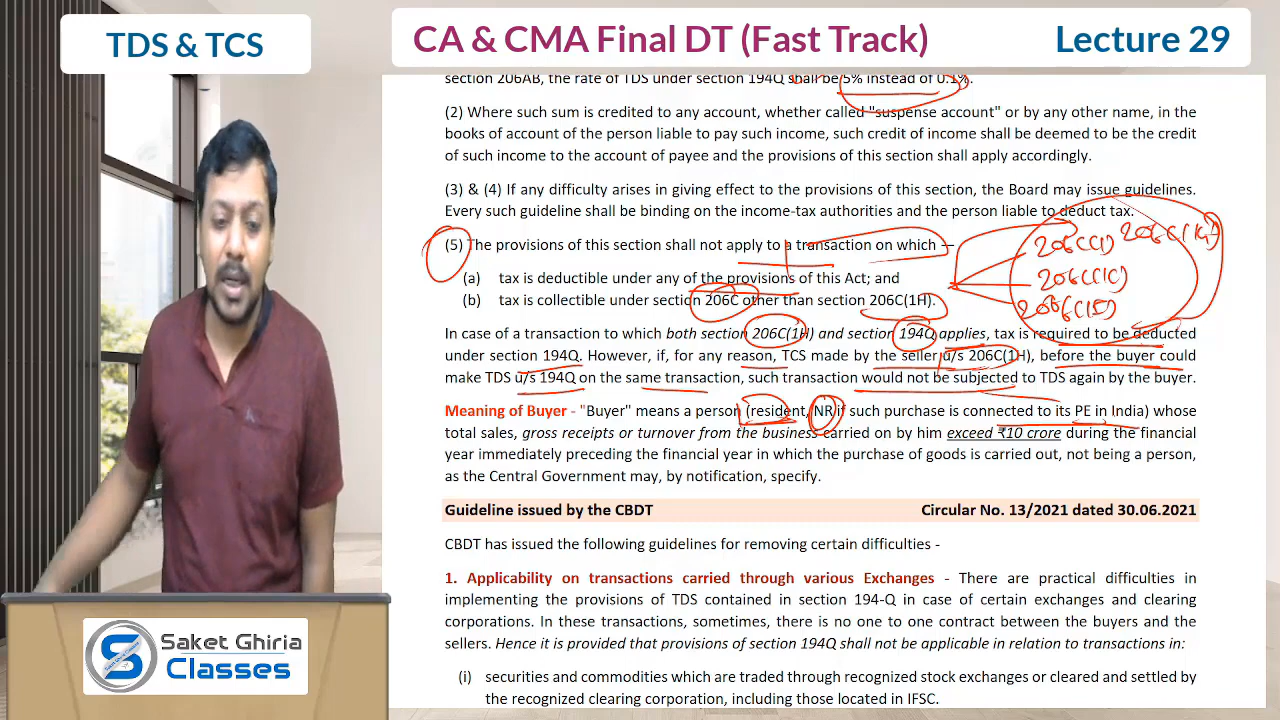 TDS & TCS
CA & CMA Final DT (Fast Track)
Lecture 29
section 206AB, the rate of TDS under section 194Q shall be 5% instead of 0.1%.
(2) Where such sum is credited to any account, whether called "suspense account" or by any other name, in the
books of account of the person liable to pay such income, such credit of income shall be deemed to be the credit
of such income to the account of payee and the provisions of this section shall apply accordingly.
(3) & (4) If any difficulty arises in giving effect to the provisions of this section, the Board may issue guidelines.
Every such guideline shall be binding on the income-tax authorities and the person liable to deduct tax.
(5) The provisions of this section shall not apply to a transaction on which —
206C(1) 206C(1H)
(a) tax is deductible under any of the provisions of this Act; and
206C(1C)
(b) tax is collectible under section 206C other than section 206C(1H).
In case of a transaction to which both section 206C(1H) and section 194Q applies, tax is required to be deducted
under section 194Q. However, if, for any reason, TCS made by the seller u/s 206C(1H), before the buyer could
make TDS u/s 194Q on the same transaction, such transaction would not be subjected to TDS again by the buyer.
Meaning of Buyer - "Buyer" means a person (resident, NR if such purchase is connected to its PE in India) whose
total sales, gross receipts or turnover from the business carried on by him exceed ₹10 crore during the financial
year immediately preceding the financial year in which the purchase of goods is carried out, not being a person,
as the Central Government may, by notification, specify.
Guideline issued by the CBDT Circular No. 13/2021 dated 30.06.2021
CBDT has issued the following guidelines for removing certain difficulties -
1. Applicability on transactions carried through various Exchanges - There are practical difficulties in
implementing the provisions of TDS contained in section 194-Q in case of certain exchanges and clearing
corporations. In these transactions, sometimes, there is no one to one contract between the buyers and the
sellers. Hence it is provided that provisions of section 194Q shall not be applicable in relation to transactions in:
(i) securities and commodities which are traded through recognized stock exchanges or cleared and settled by
the recognized clearing corporation, including those located in IFSC.
S
Saket Ghiria
Classes